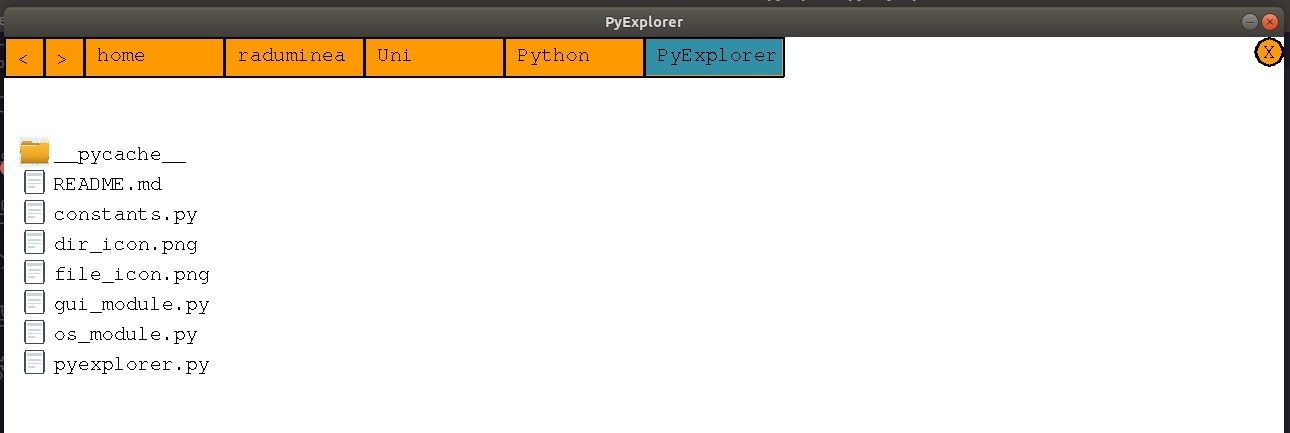 PyExplorer
< > home raduminea Uni Python PyExplorer X
__pycache__
README.md
constants.py
dir_icon.png
file_icon.png
gui_module.py
os_module.py
pyexplorer.py